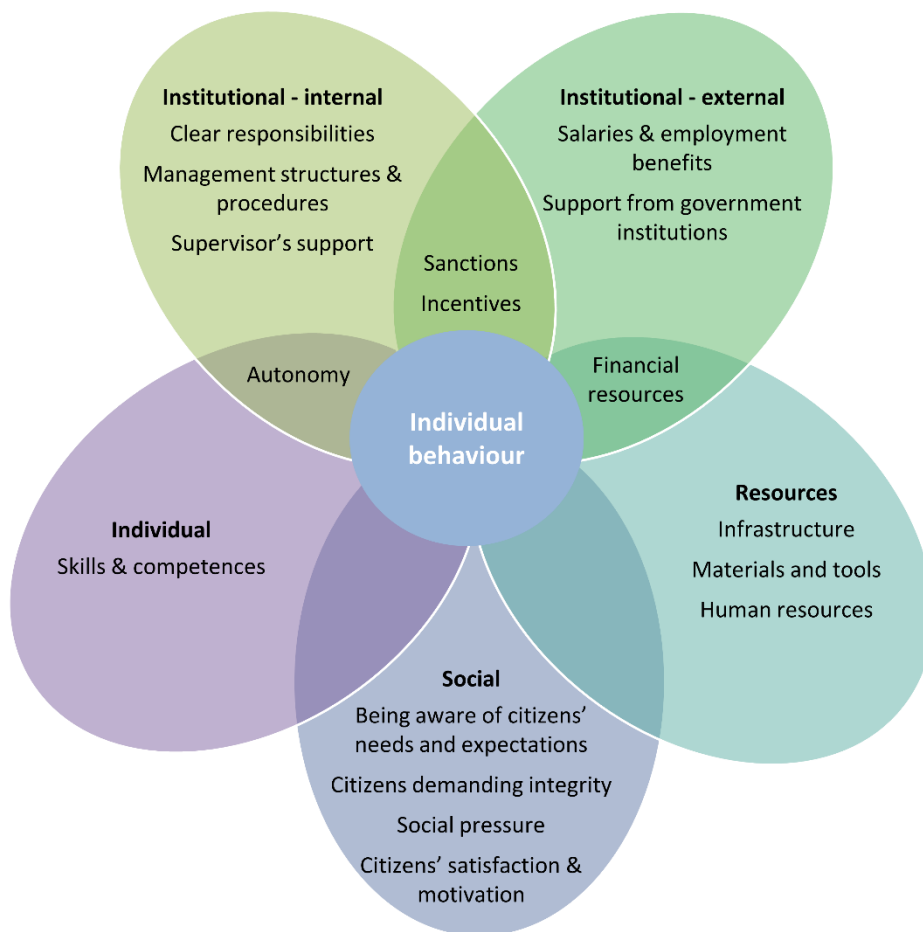 Institutional - internal
Clear responsibilities
Management structures &
procedures
Supervisor’s support
Institutional - external
Salaries & employment
benefits
Support from government
institutions
Sanctions
Incentives
Autonomy
Financial
resources
Individual
behaviour
Individual
Skills & competences
Resources
Infrastructure
Materials and tools
Human resources
Social
Being aware of citizens’
needs and expectations
Citizens demanding integrity
Social pressure
Citizens’ satisfaction &
motivation